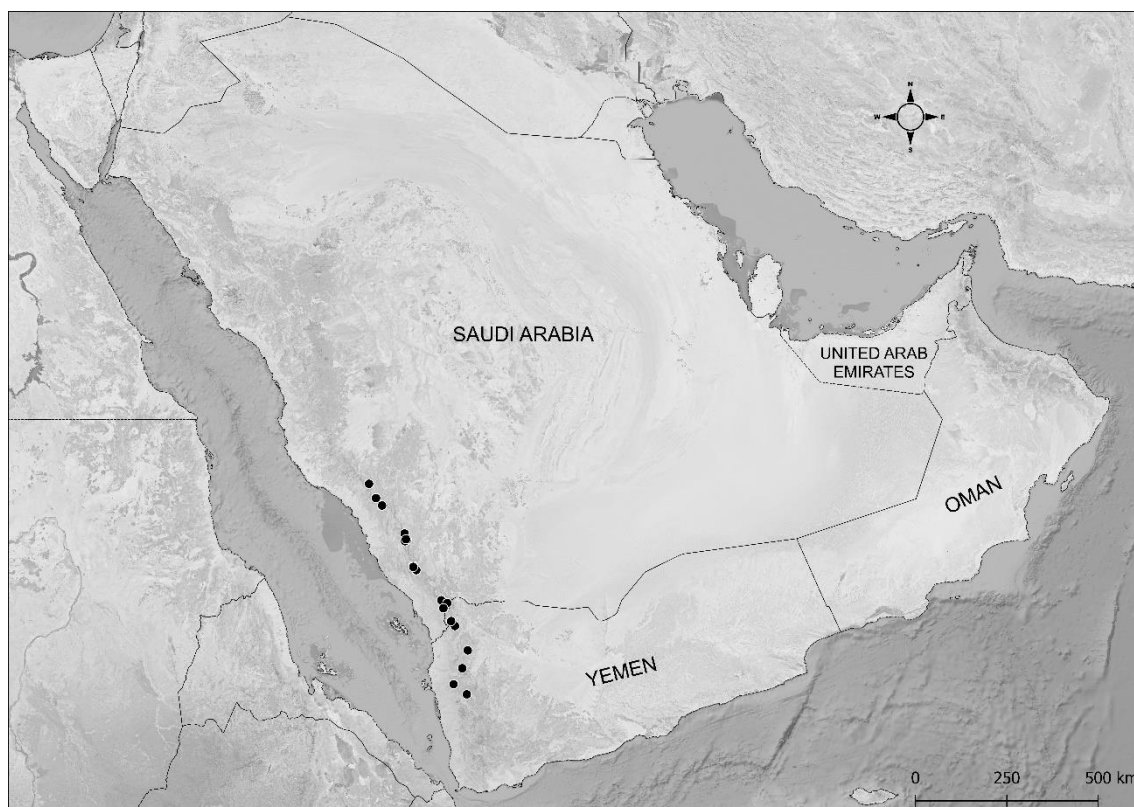 N
W E
S
SAUDI ARABIA
UNITED ARAB
EMIRATES
OMAN
YEMEN
0 250 500 km